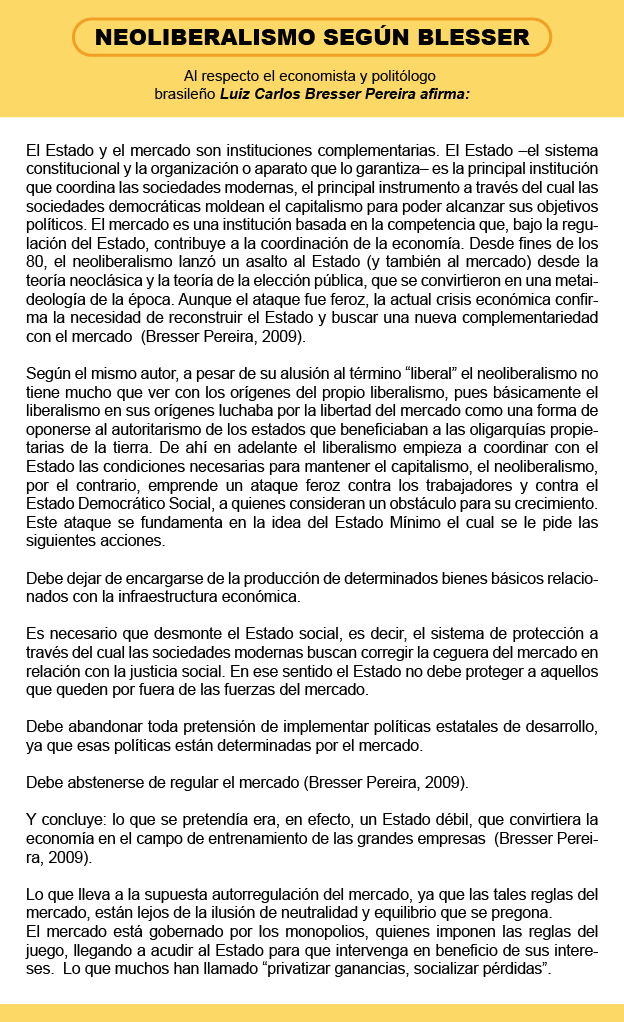 NEOLIBERALISMO SEGÚN BLESSER
Al respecto el economista y politólogo
brasileño Luiz Carlos Bresser Pereira afirma:
El Estado y el mercado son instituciones complementarias. El Estado –el sistema
constitucional y la organización o aparato que lo garantiza– es la principal institución
que coordina las sociedades modernas, el principal instrumento a través del cual las
sociedades democráticas moldean el capitalismo para poder alcanzar sus objetivos
políticos. El mercado es una institución basada en la competencia que, bajo la regu-
lación del Estado, contribuye a la coordinación de la economía. Desde fines de los
80, el neoliberalismo lanzó un asalto al Estado (y también al mercado) desde la
teoría neoclásica y la teoría de la elección pública, que se convirtieron en una metai-
deología de la época. Aunque el ataque fue feroz, la actual crisis económica confir-
ma la necesidad de reconstruir el Estado y buscar una nueva complementariedad
con el mercado  (Bresser Pereira, 2009).
Según el mismo autor, a pesar de su alusión al término “liberal” el neoliberalismo no
tiene mucho que ver con los orígenes del propio liberalismo, pues básicamente el
liberalismo en sus orígenes luchaba por la libertad del mercado como una forma de
oponerse al autoritarismo de los estados que beneficiaban a las oligarquías propie-
tarias de la tierra. De ahí en adelante el liberalismo empieza a coordinar con el
Estado las condiciones necesarias para mantener el capitalismo, el neoliberalismo,
por el contrario, emprende un ataque feroz contra los trabajadores y contra el
Estado Democrático Social, a quienes consideran un obstáculo para su crecimiento.
Este ataque se fundamenta en la idea del Estado Mínimo el cual se le pide las
siguientes acciones.
Debe dejar de encargarse de la producción de determinados bienes básicos relacio-
nados con la infraestructura económica.
Es necesario que desmonte el Estado social, es decir, el sistema de protección a
través del cual las sociedades modernas buscan corregir la ceguera del mercado en
relación con la justicia social. En ese sentido el Estado no debe proteger a aquellos
que queden por fuera de las fuerzas del mercado.
Debe abandonar toda pretensión de implementar políticas estatales de desarrollo,
ya que esas políticas están determinadas por el mercado.
Debe abstenerse de regular el mercado (Bresser Pereira, 2009).
Y concluye: lo que se pretendía era, en efecto, un Estado débil, que convirtiera la
economía en el campo de entrenamiento de las grandes empresas  (Bresser Perei-
ra, 2009).
Lo que lleva a la supuesta autorregulación del mercado, ya que las tales reglas del
mercado, están lejos de la ilusión de neutralidad y equilibrio que se pregona.
El mercado está gobernado por los monopolios, quienes imponen las reglas del
juego, llegando a acudir al Estado para que intervenga en beneficio de sus intere-
ses.  Lo que muchos han llamado “privatizar ganancias, socializar pérdidas”.